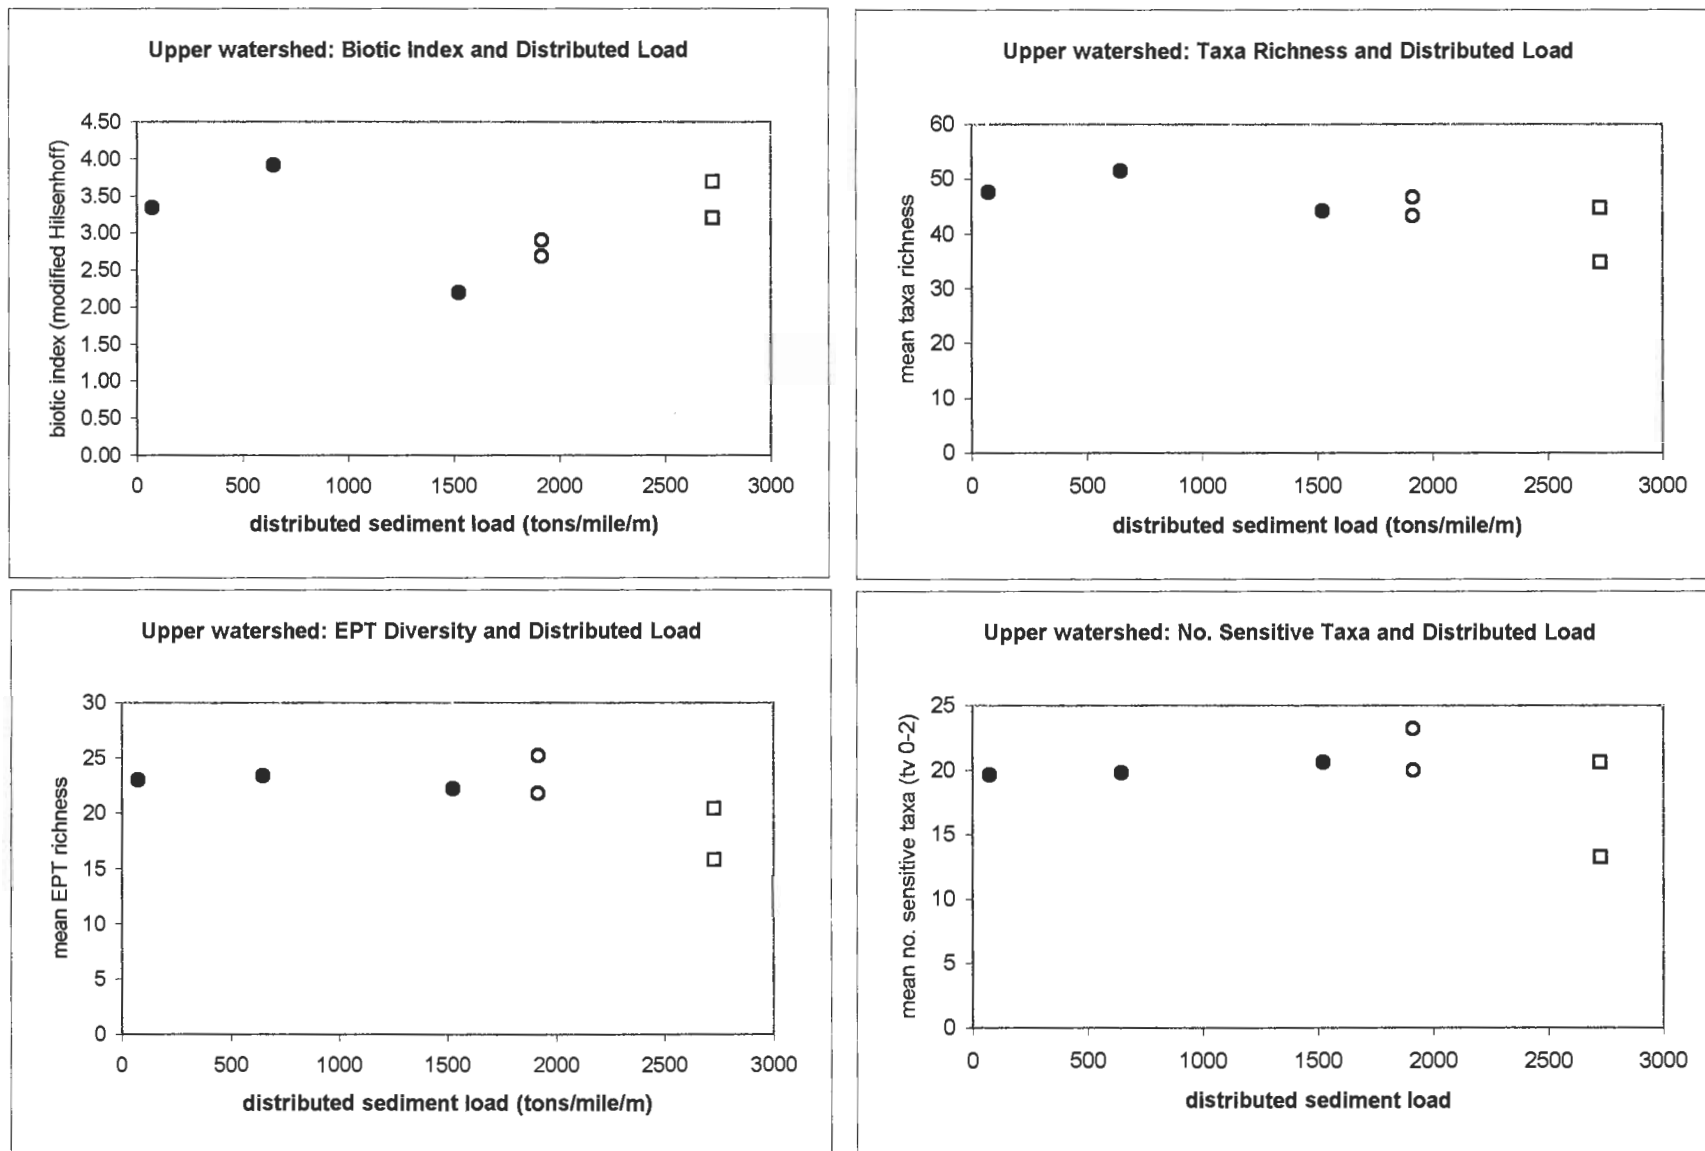 Upper watershed: Biotic Index and Distributed Load
biotic index (modified Hilsenhoff)
4.50
4.00
3.50
3.00
2.50
2.00
1.50
1.00
0.50
0.00
0 500 1000 1500 2000 2500 3000
distributed sediment load (tons/mile/m)
Upper watershed: Taxa Richness and Distributed Load
mean taxa richness
60
50
40
30
20
10
0
0 500 1000 1500 2000 2500 3000
distributed sediment load (tons/mile/m)
Upper watershed: EPT Diversity and Distributed Load
mean EPT richness
30
25
20
15
10
5
0
0 500 1000 1500 2000 2500 3000
distributed sediment load (tons/mile/m)
Upper watershed: No. Sensitive Taxa and Distributed Load
mean no. sensitive taxa (tv 0-2)
25
20
15
10
5
0
0 500 1000 1500 2000 2500 3000
distributed sediment load